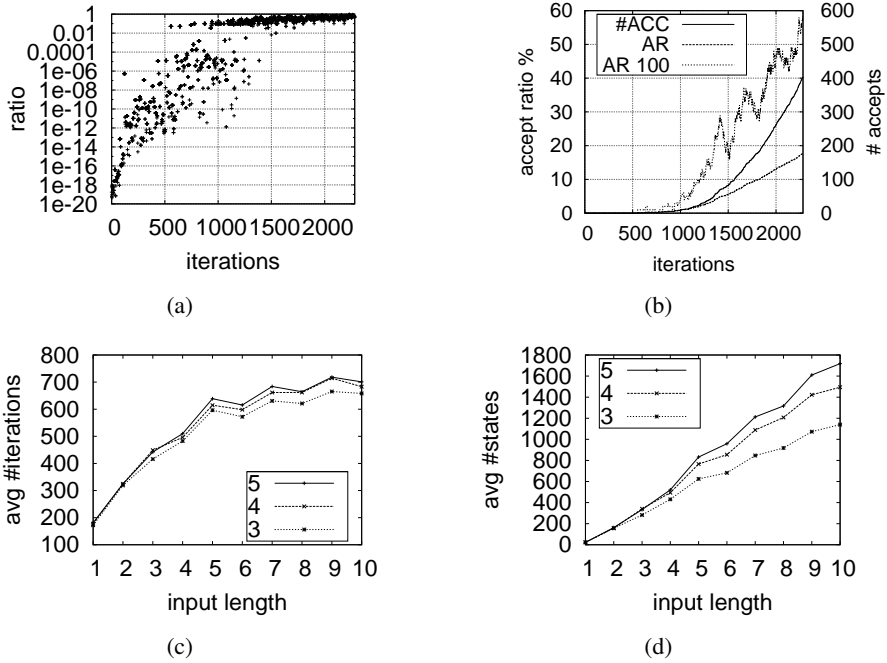 1
0.01
0.0001
1e-06
1e-08
1e-10
1e-12
1e-14
1e-16
1e-18
1e-20
ratio
0 500 1000 1500 2000
iterations
(a)
60
50
40
30
20
10
0
accept ratio %
#ACC
AR
AR 100
600
500
400
300
200
100
0
# accepts
0 500 1000 1500 2000
iterations
(b)
800
700
600
500
400
300
200
100
avg #iterations
5
4
3
1 2 3 4 5 6 7 8 9 10
input length
(c)
1800
1600
1400
1200
1000
800
600
400
200
0
avg #states
5
4
3
1 2 3 4 5 6 7 8 9 10
input length
(d)